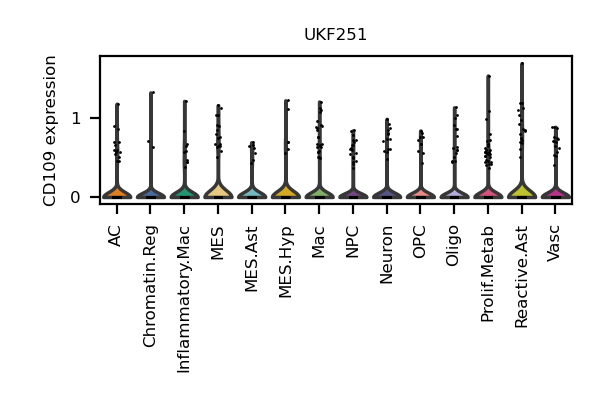 UKF251
CD109 expression
1
0
AC
Chromatin.Reg
Inflammatory.Mac
MES
MES.Ast
MES.Hyp
Mac
NPC
Neuron
OPC
Oligo
Prolif.Metab
Reactive.Ast
Vasc